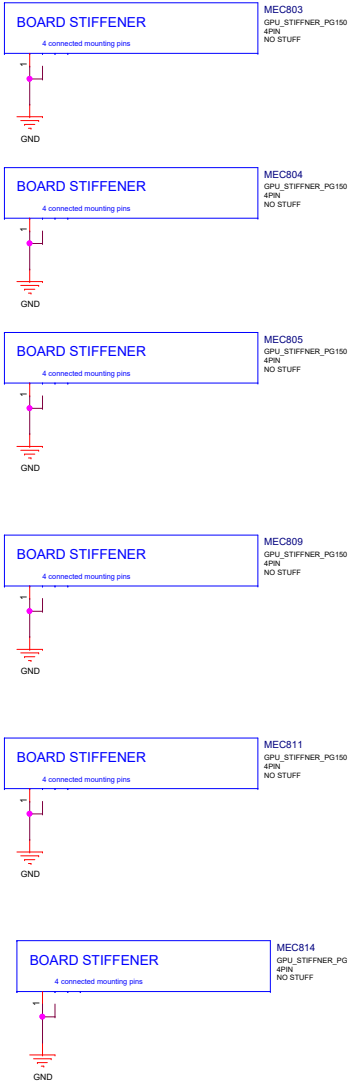 BOARD STIFFENER
4 connected mounting pins
MEC803
GPU_STIFFNER_PG150
4PIN
NO STUFF
1
GND
BOARD STIFFENER
4 connected mounting pins
MEC804
GPU_STIFFNER_PG150
4PIN
NO STUFF
1
GND
BOARD STIFFENER
4 connected mounting pins
MEC805
GPU_STIFFNER_PG150
4PIN
NO STUFF
1
GND
BOARD STIFFENER
4 connected mounting pins
MEC809
GPU_STIFFNER_PG150
4PIN
NO STUFF
1
GND
BOARD STIFFENER
4 connected mounting pins
MEC811
GPU_STIFFNER_PG150
4PIN
NO STUFF
1
GND
BOARD STIFFENER
4 connected mounting pins
MEC814
GPU_STIFFNER_PG
4PIN
NO STUFF
1
GND